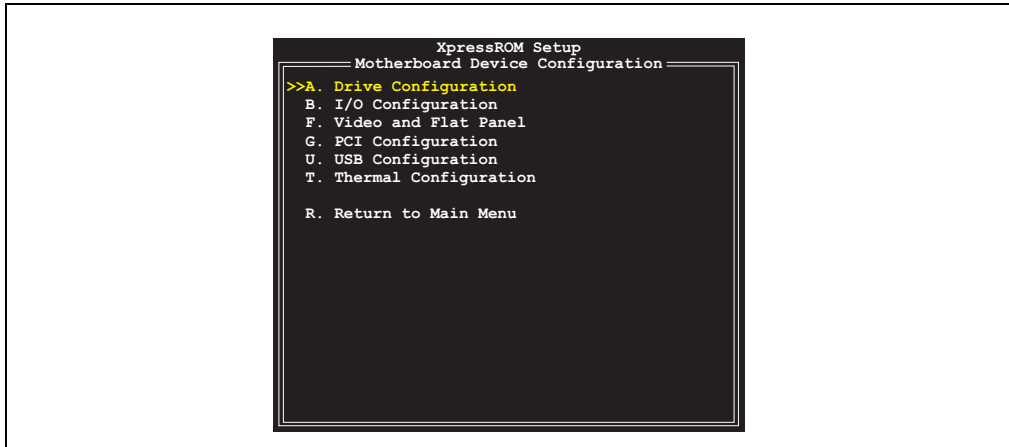 XpressROM Setup
Motherboard Device Configuration
>>A. Drive Configuration
B. I/O Configuration
F. Video and Flat Panel
G. PCI Configuration
U. USB Configuration
T. Thermal Configuration
R. Return to Main Menu